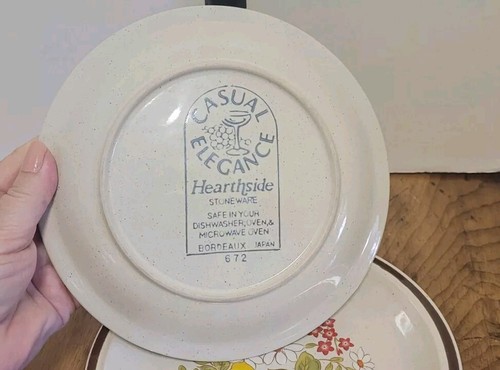 CASUAL
ELEGANCE
Hearthside
STONEWARE
SAFE IN YOUR
DISHWASHER, OVEN, &
MICROWAVE OVEN
BORDEAUX JAPAN
672